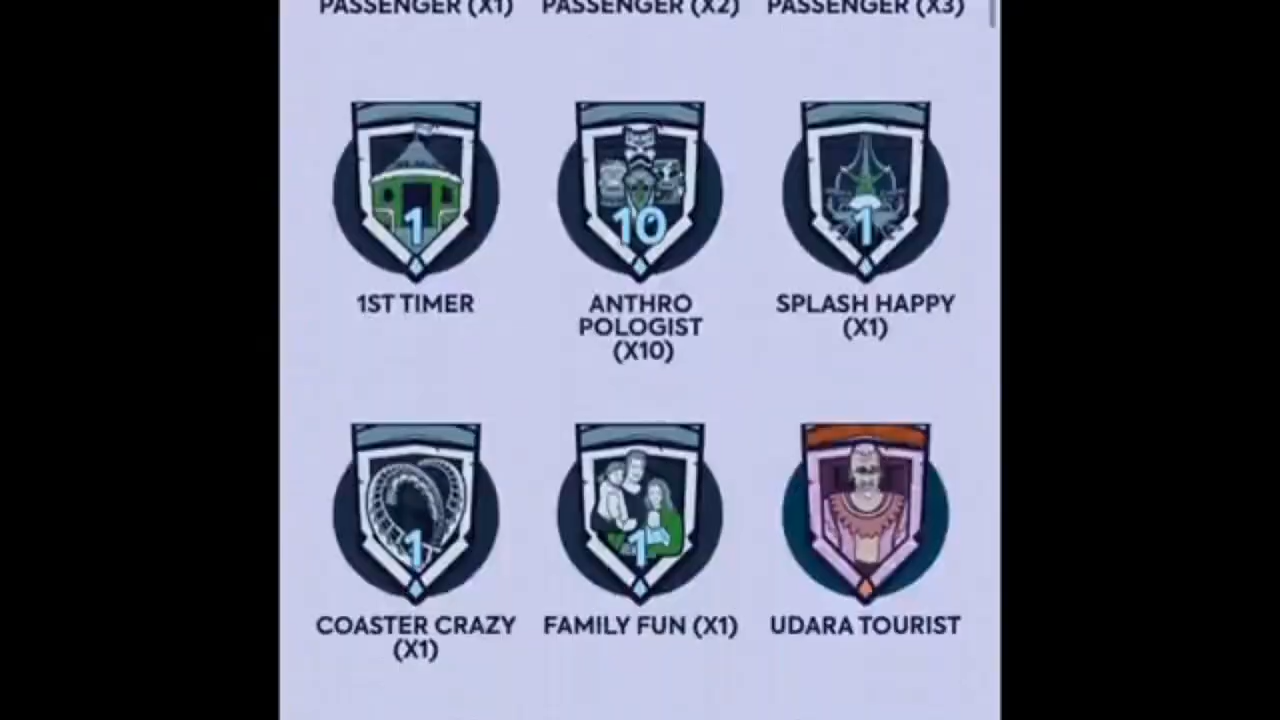 PASSENGER (X1)
PASSENGER (X2)
PASSENGER (X3)
1
10
1
1ST TIMER
ANTHRO
POLOGIST
(X10)
SPLASH HAPPY
(X1)
1
1
COASTER CRAZY
(X1)
FAMILY FUN (X1)
UDARA TOURIST